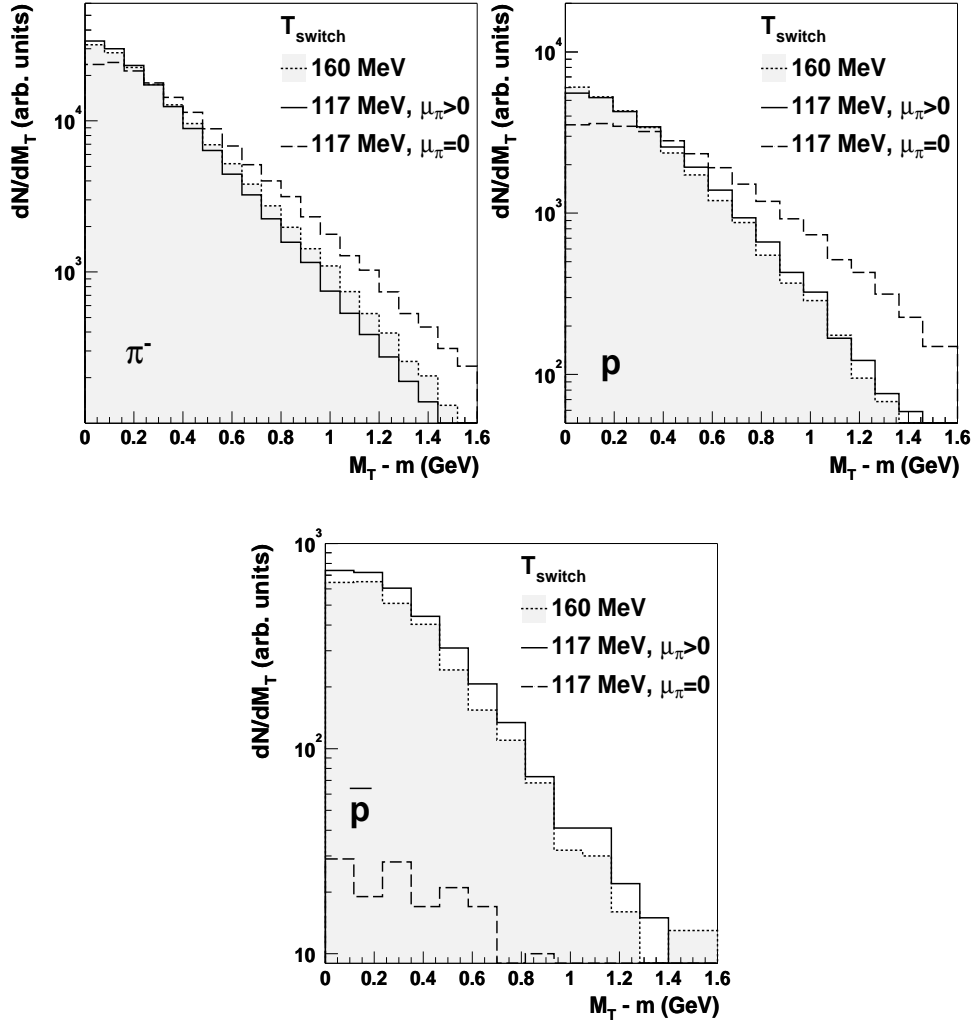 dN/dM_T (arb. units)
T_switch
160 MeV
117 MeV, μ_π>0
117 MeV, μ_π=0
10^4
10^3
π^-
0 0.2 0.4 0.6 0.8 1 1.2 1.4 1.6
M_T - m (GeV)
dN/dM_T (arb. units)
10^4
T_switch
160 MeV
117 MeV, μ_π>0
117 MeV, μ_π=0
10^3
10^2
p
0 0.2 0.4 0.6 0.8 1 1.2 1.4 1.6
M_T - m (GeV)
dN/dM_T (arb. units)
10^3
T_switch
160 MeV
117 MeV, μ_π>0
117 MeV, μ_π=0
10^2
p̅
10
0 0.2 0.4 0.6 0.8 1 1.2 1.4 1.6
M_T - m (GeV)